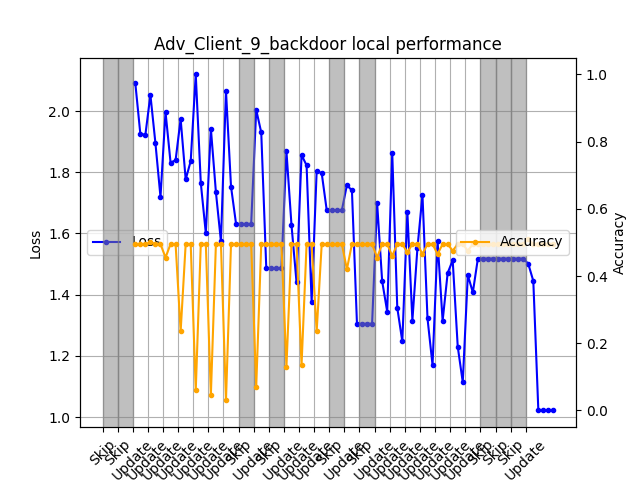 Adv_Client_9_backdoor local performance
2.0
1.8
1.6
1.4
1.2
1.0
Loss
Loss
Accuracy
1.0
0.8
0.6
0.4
0.2
0.0
Accuracy
Skip
Skip
Update
Update
Update
Update
Update
Update
Update
Skip
Update
Skip
Update
Update
Update
Skip
Update
Skip
Update
Update
Update
Update
Update
Update
Update
Skip
Skip
Skip
Update